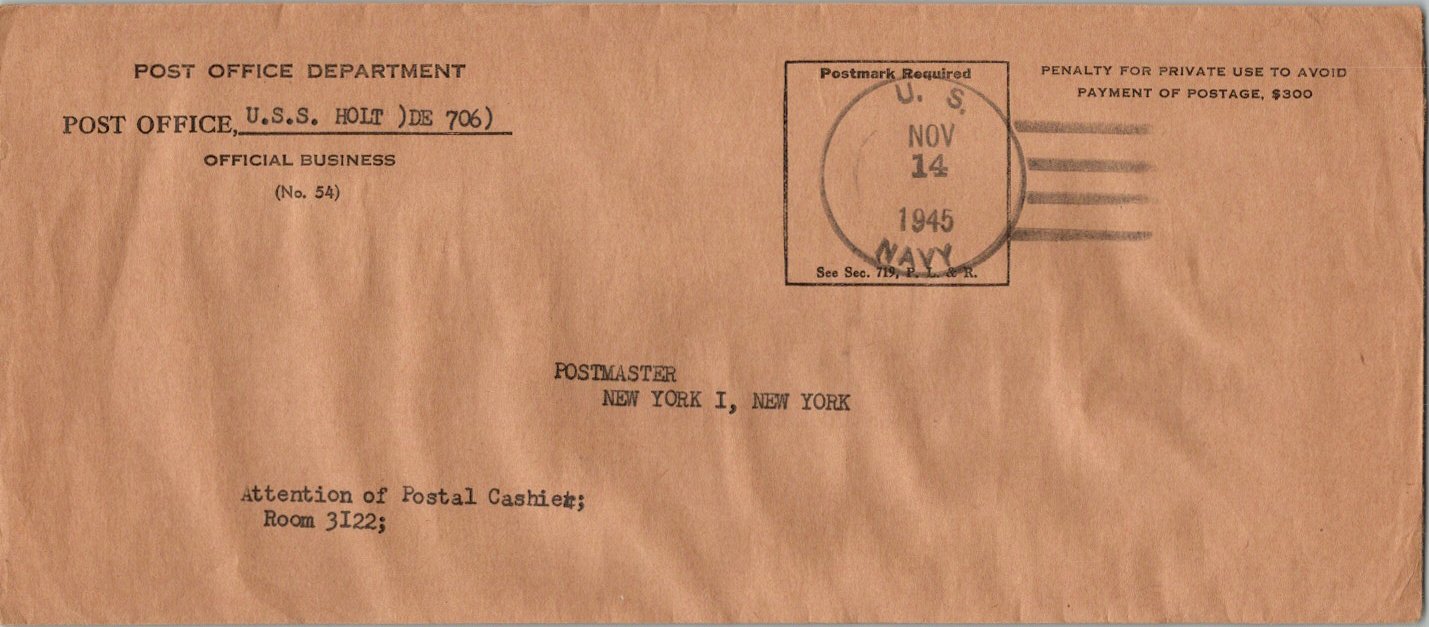 POST OFFICE DEPARTMENT
POST OFFICE, U.S.S. HOLT )DE 706)
OFFICIAL BUSINESS
(No. 54)
Postmark Required
U. S.
NOV
14
1945
NAVY
See Sec. 719, P. L. & R.
PENALTY FOR PRIVATE USE TO AVOID
PAYMENT OF POSTAGE, $300
POSTMASTER
NEW YORK I, NEW YORK
Attention of Postal Cashier;
Room 3I22;